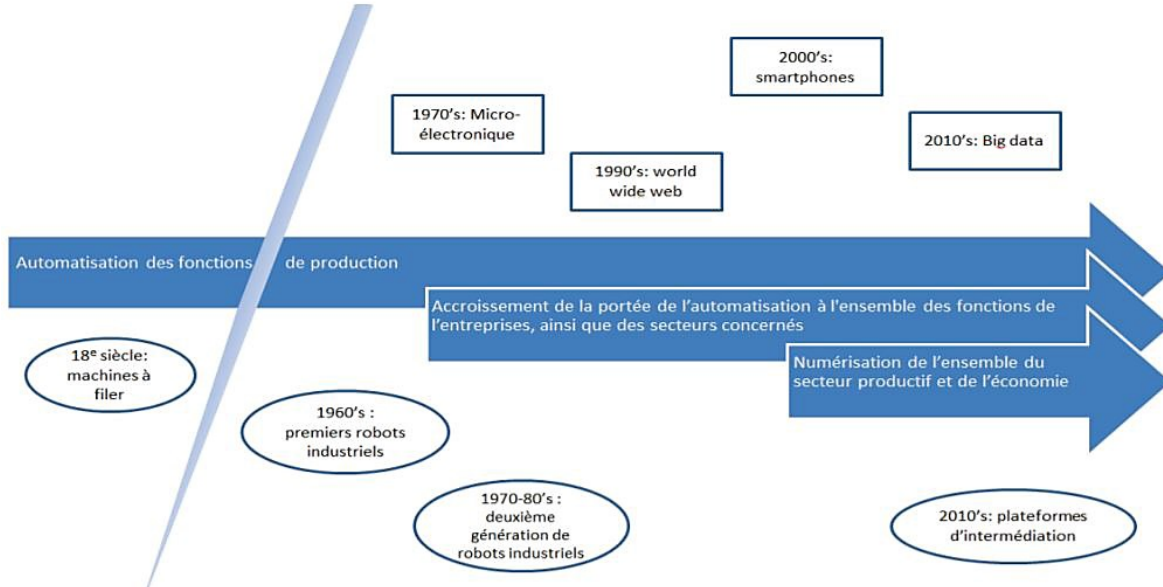 2000's:
smartphones
1970's: Micro-
électronique
2010's: Big data
1990's: world
wide web
Automatisation des fonctions de production
Accroissement de la portée de l'automatisation à l'ensemble des fonctions de
l'entreprises, ainsi que des secteurs concernés
Numérisation de l'ensemble du
secteur productif et de l'économie
18e siècle:
machines à
filer
1960's :
premiers robots
industriels
1970-80's :
deuxième
génération de
robots industriels
2010's: plateformes
d'intermédiation